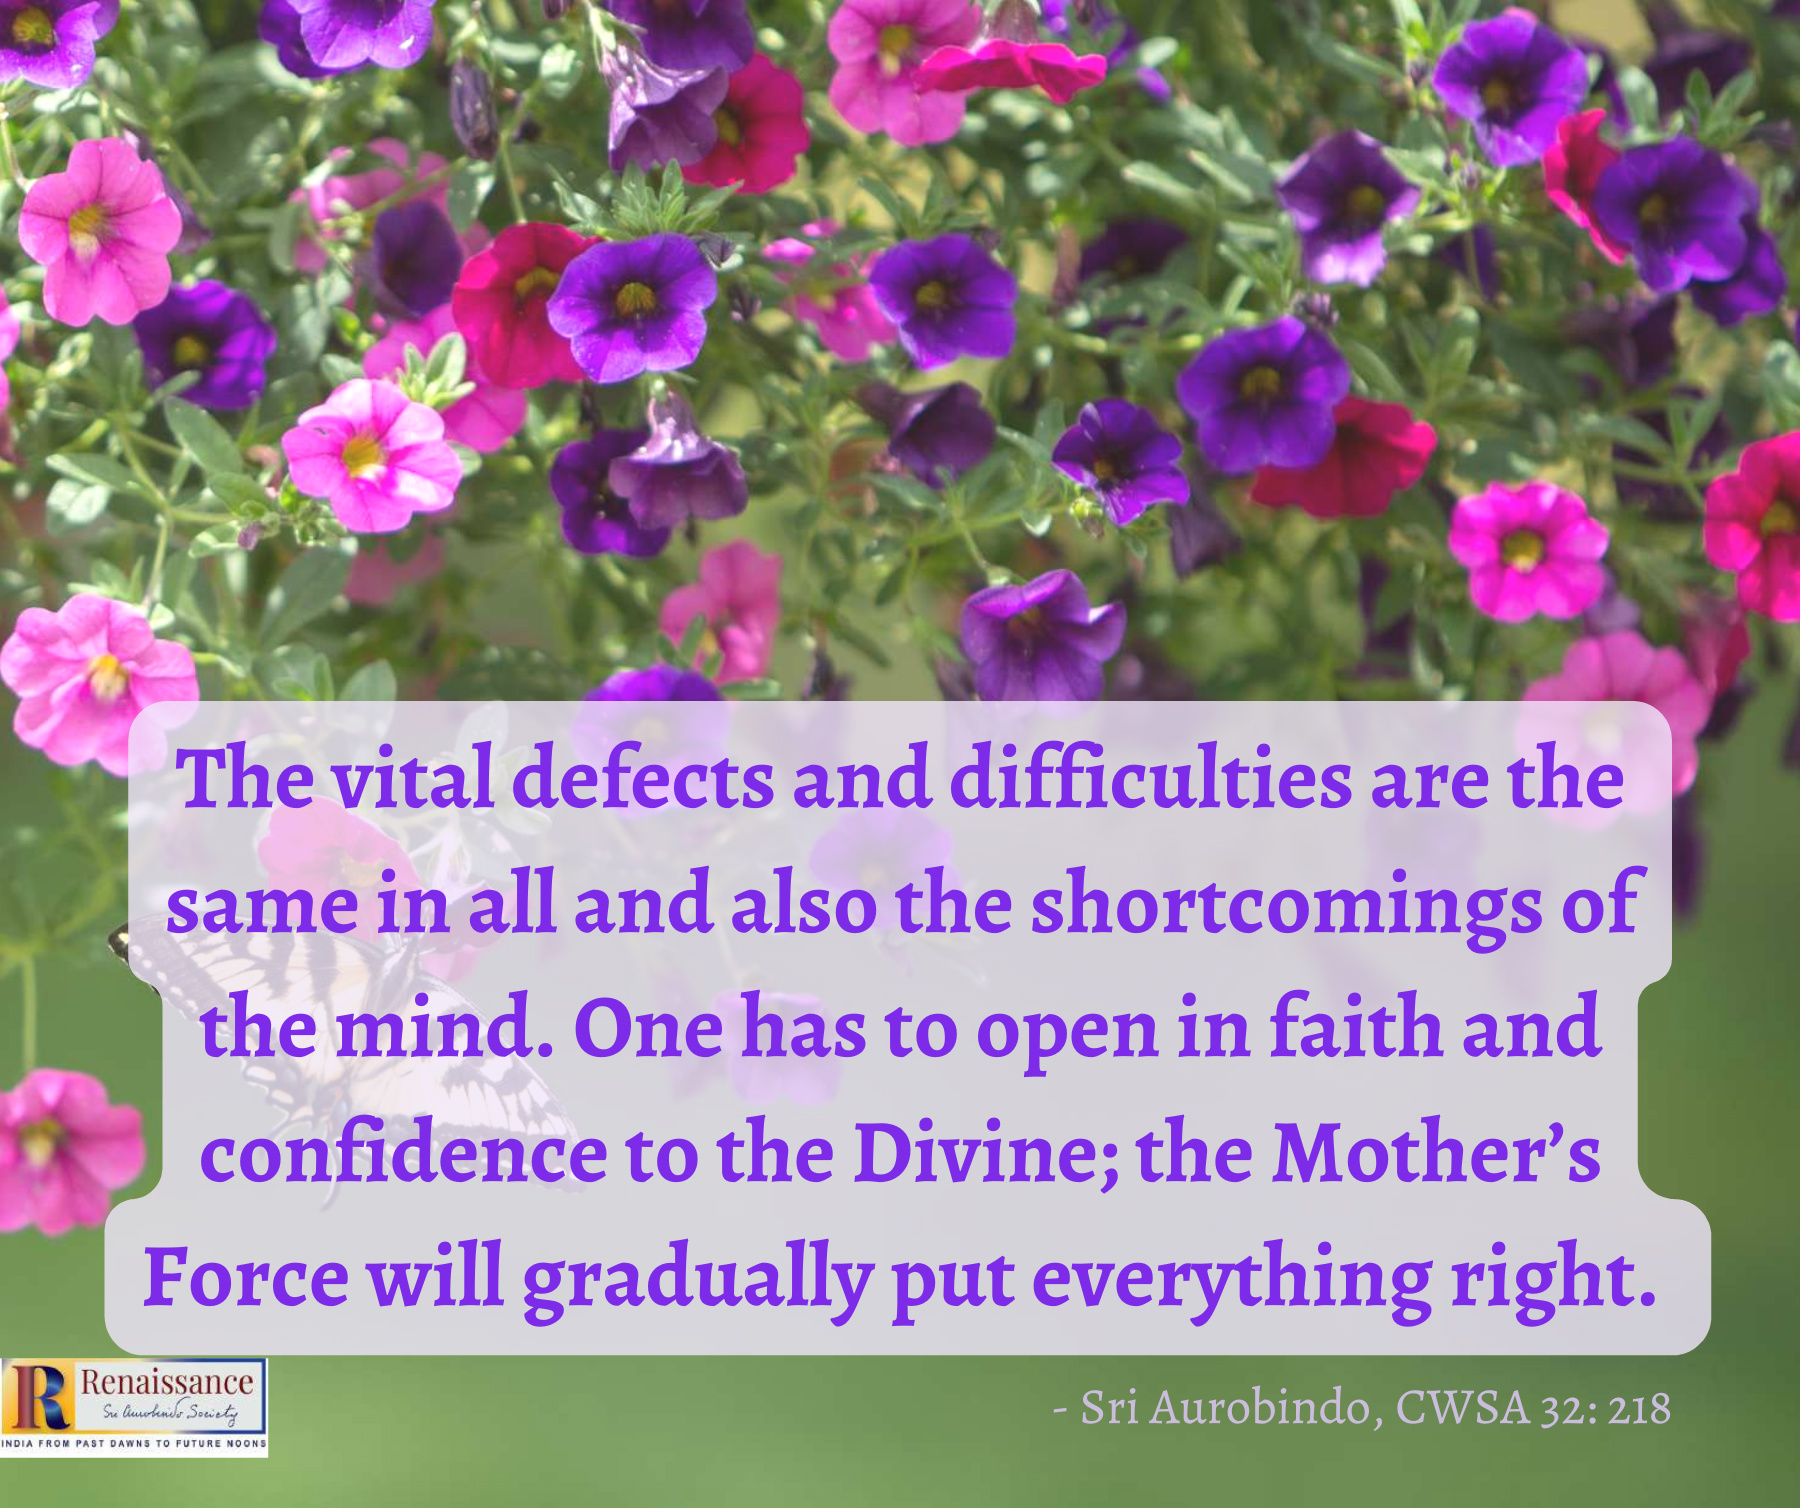 The vital defects and difficulties are the
same in all and also the shortcomings of
the mind. One has to open in faith and
confidence to the Divine; the Mother’s
Force will gradually put everything right.
- Sri Aurobindo, CWSA 32: 218
R Renaissance
Sri Aurobindo Society
INDIA FROM PAST DAWNS TO FUTURE NOONS